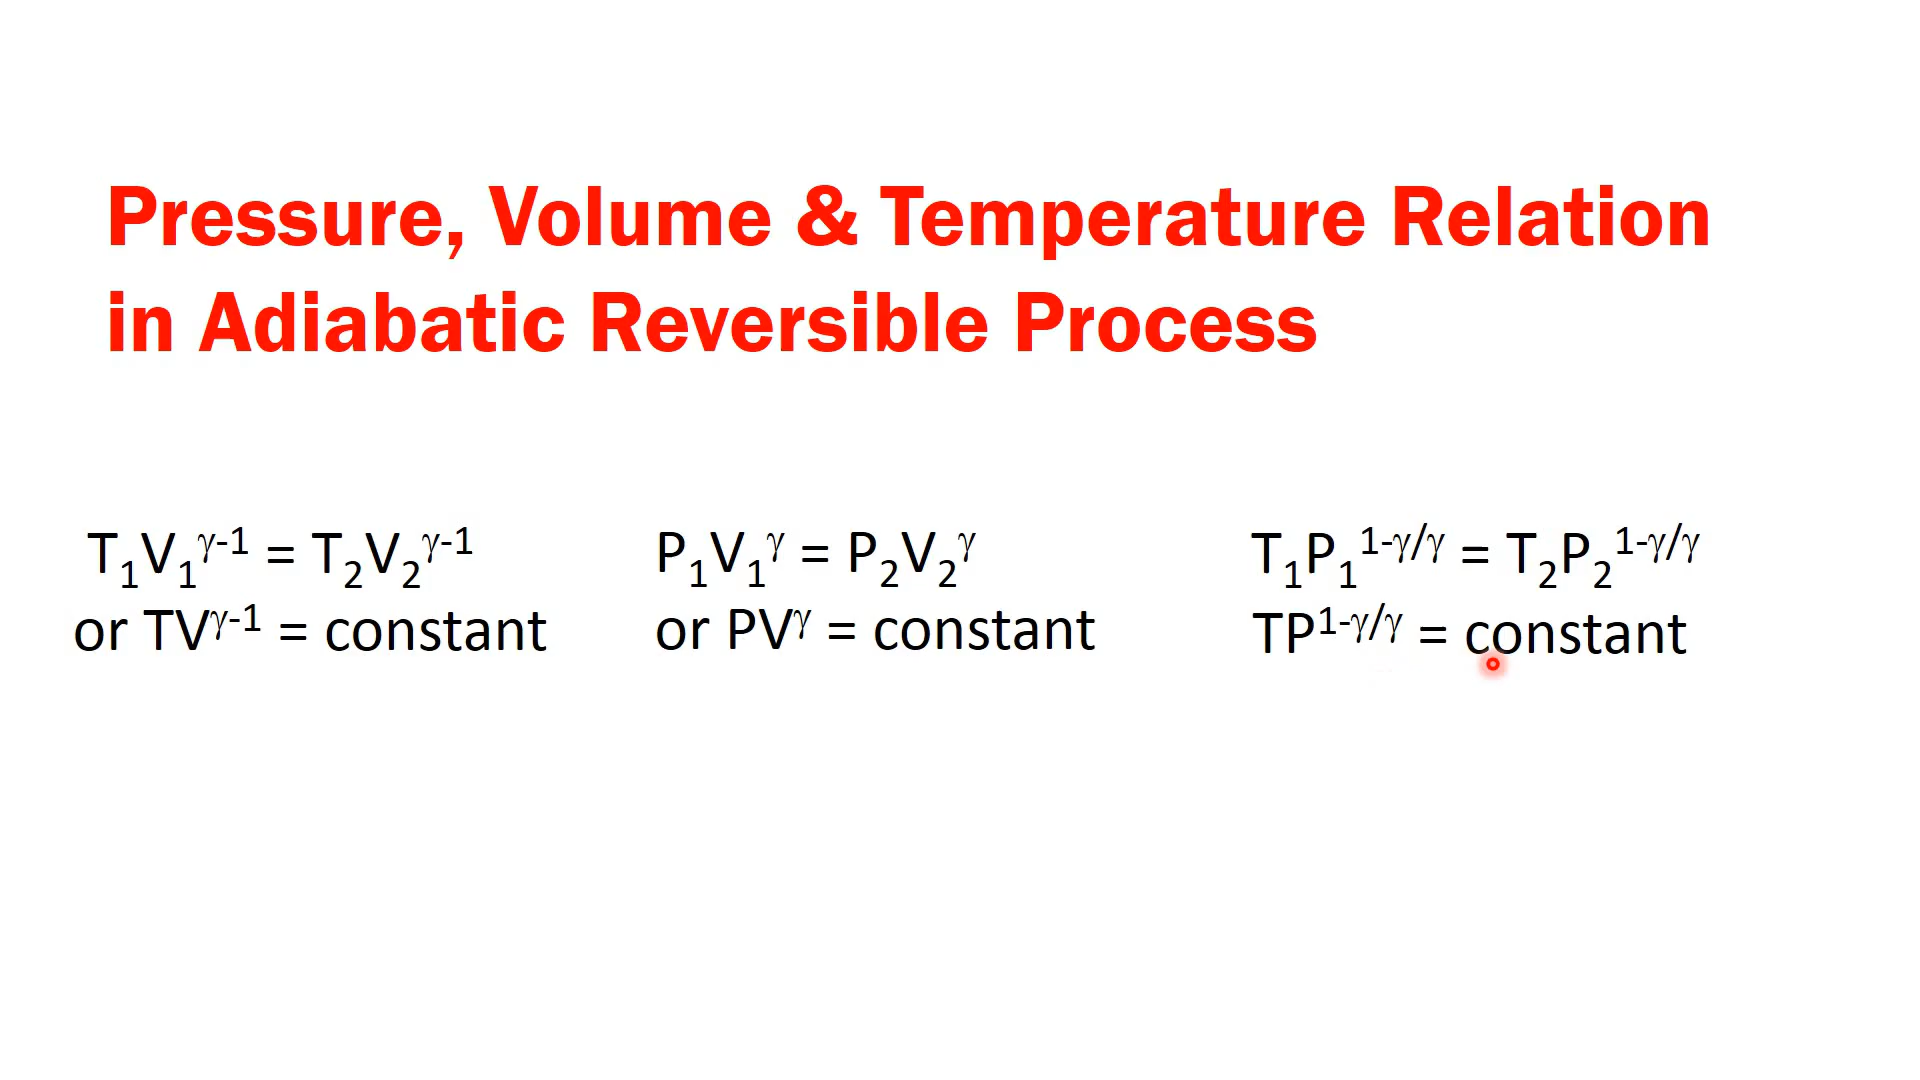 Pressure, Volume & Temperature Relation
in Adiabatic Reversible Process
T₁V₁^γ-1 = T₂V₂^γ-1
or TV^γ-1 = constant
P₁V₁^γ = P₂V₂^γ
or PV^γ = constant
T₁P₁^1-γ/γ = T₂P₂^1-γ/γ
TP^1-γ/γ = constant